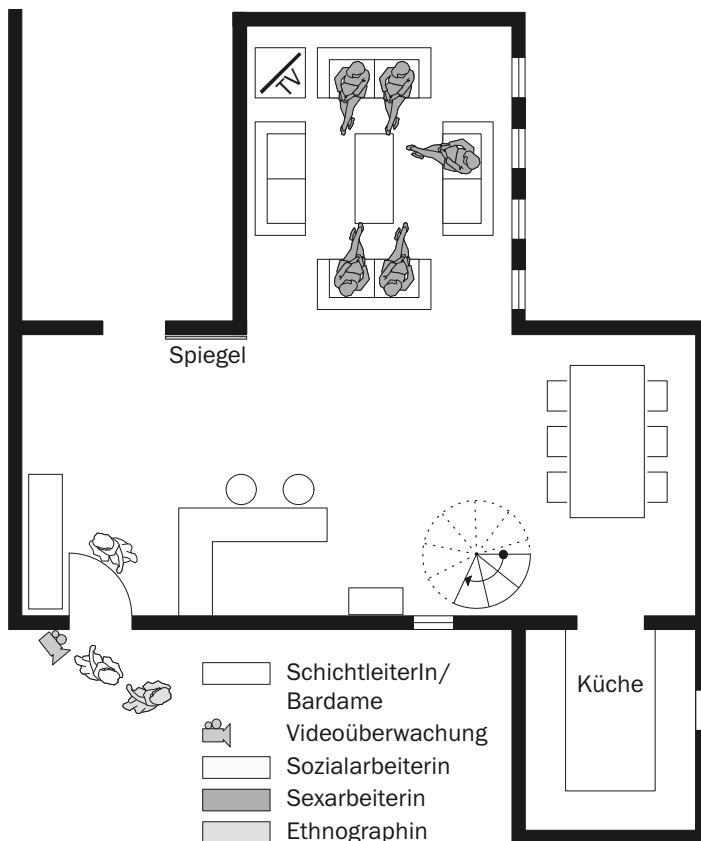 TV
Spiegel
Küche
SchichtleiterIn/
Bardame
Videoüberwachung
Sozialarbeiterin
Sexarbeiterin
Ethnographin